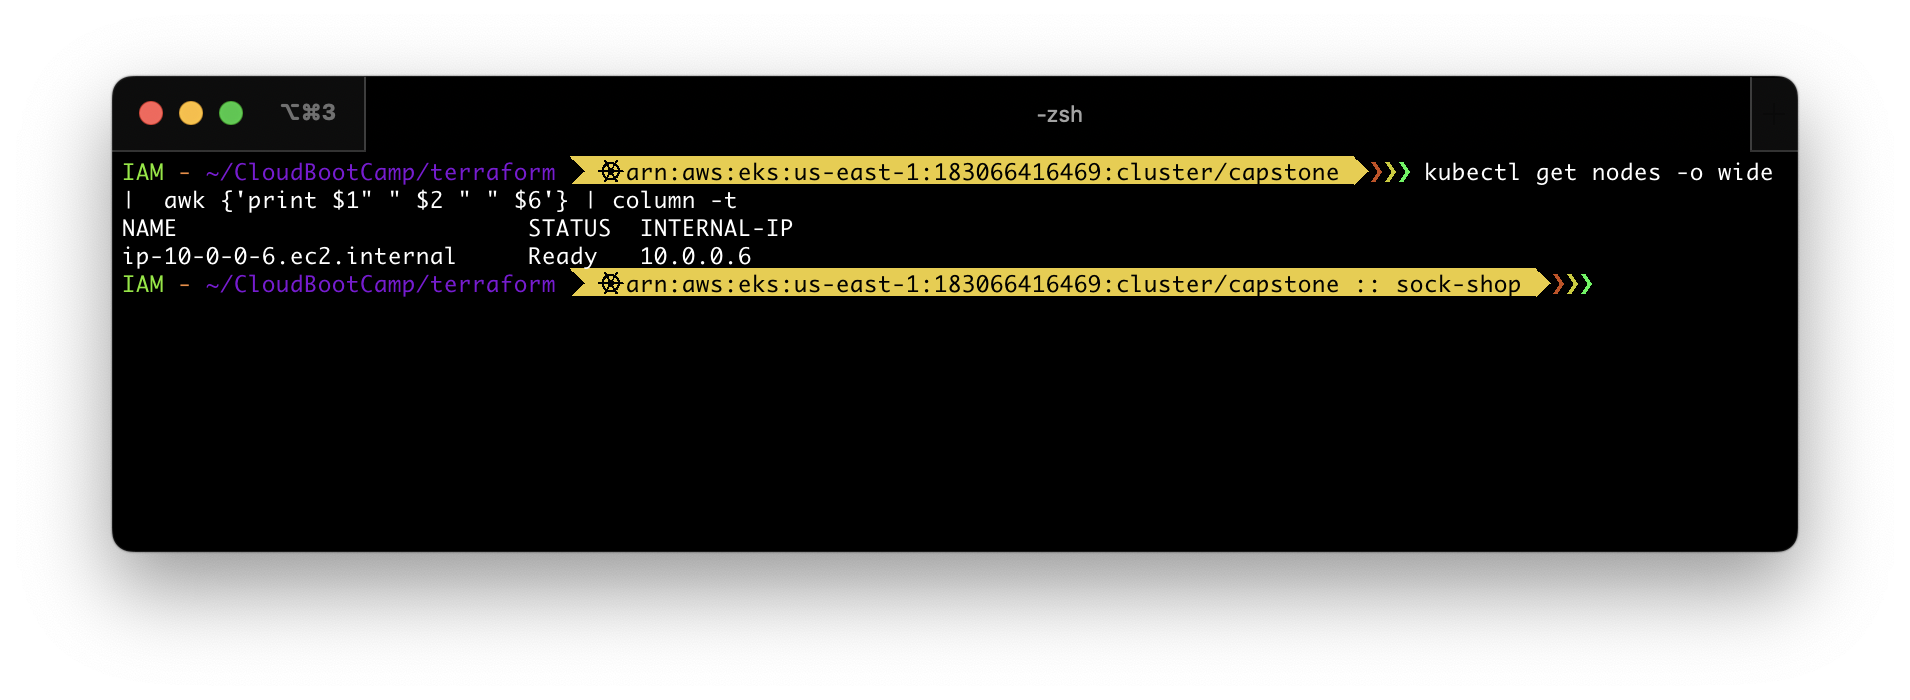 ⌥⌘3
-zsh
IAM - ~/CloudBootCamp/terraform ⎈arn:aws:eks:us-east-1:183066416469:cluster/capstone ❯❯❯ kubectl get nodes -o wide
|  awk {'print $1" " $2 " " $6'} | column -t
NAME STATUS INTERNAL-IP
ip-10-0-0-6.ec2.internal Ready 10.0.0.6
IAM - ~/CloudBootCamp/terraform ⎈arn:aws:eks:us-east-1:183066416469:cluster/capstone :: sock-shop ❯❯❯